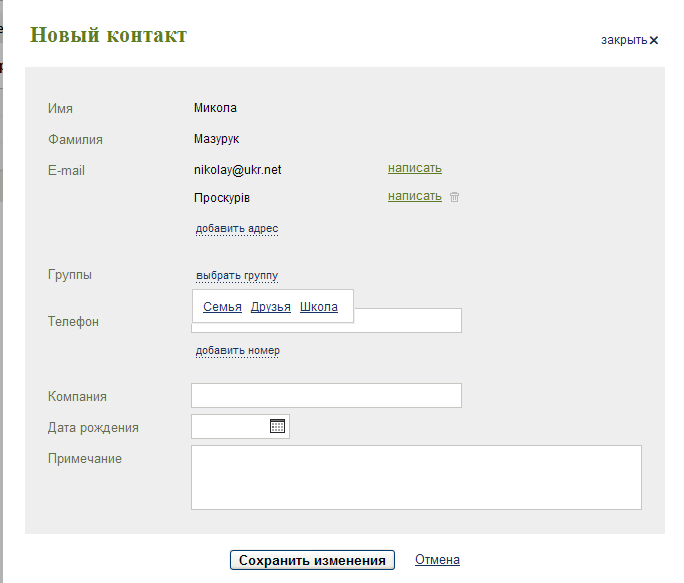 Новый контакт
закрыть
Имя Микола
Фамилия Мазурук
E-mail nikolay@ukr.net написать
Проскурів написать
добавить адрес
Группы выбрать группу
Семья Друзья Школа
Телефон
добавить номер
Компания
Дата рождения
Примечание
Сохранить изменения Отмена